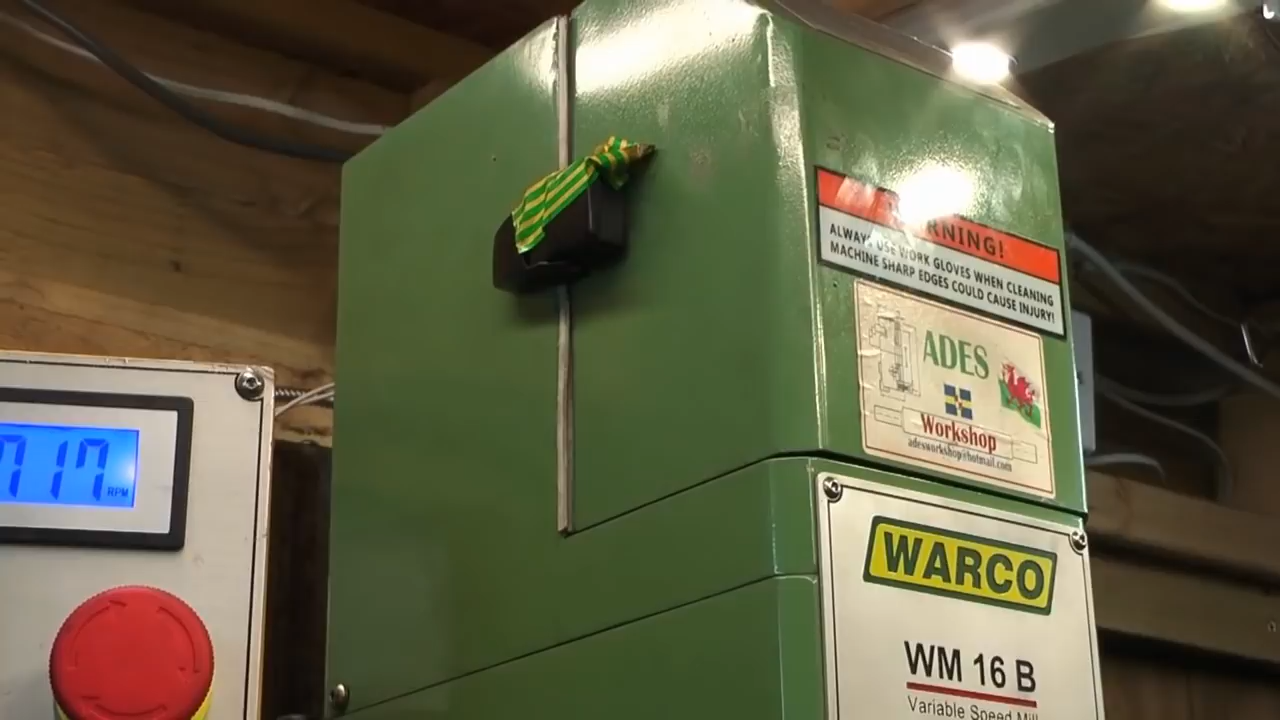 717
RPM
RNING!
ALWAYS USE WORK GLOVES WHEN CLEANING
MACHINE SHARP EDGES COULD CAUSE INJURY!
ADES
Workshop
adesworkshop@hotmail.com
WARCO
WM 16 B
Variable Speed Mill